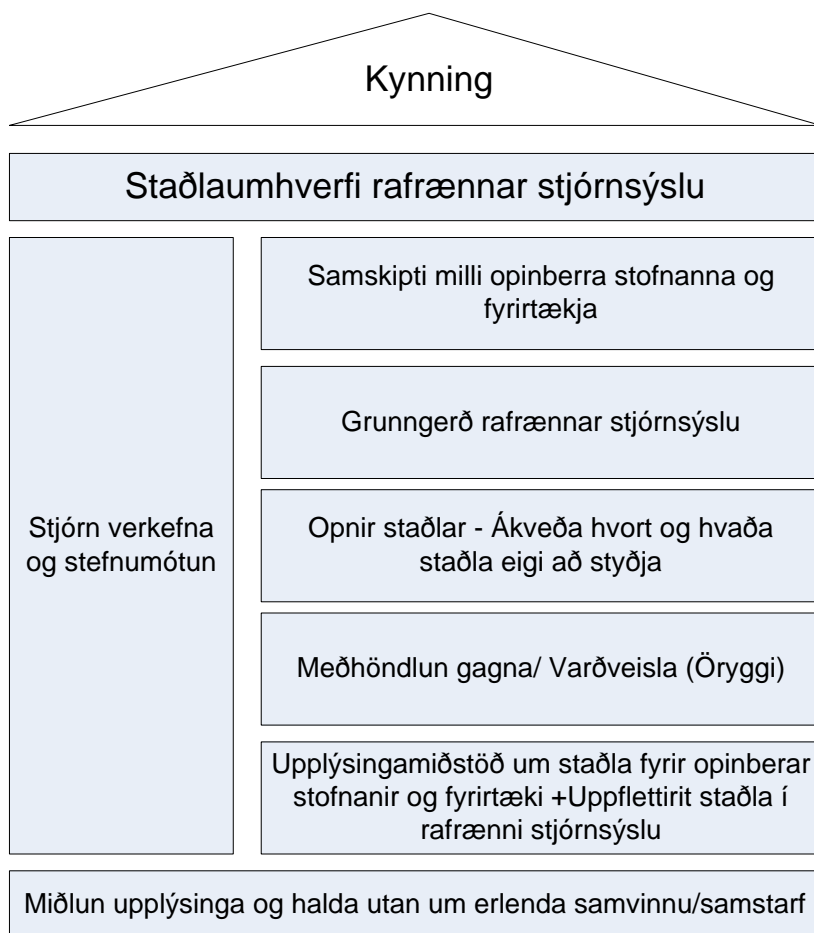 Kynning
Staðlaumhverfi rafrænnar stjórnsýslu
Stjórn verkefna
og stefnumótun
Samskipti milli opinberra stofnanna og
fyrirtækja
Grunngerð rafrænnar stjórnsýslu
Opnir staðlar - Ákveða hvort og hvaða
staðla eigi að styðja
Meðhöndlun gagna/ Varðveisla (Öryggi)
Upplýsingamiðstöð um staðla fyrir opinberar
stofnanir og fyrirtæki +Uppflettirit staðla í
rafrænni stjórnsýslu
Miðlun upplýsinga og halda utan um erlenda samvinnu/samstarf